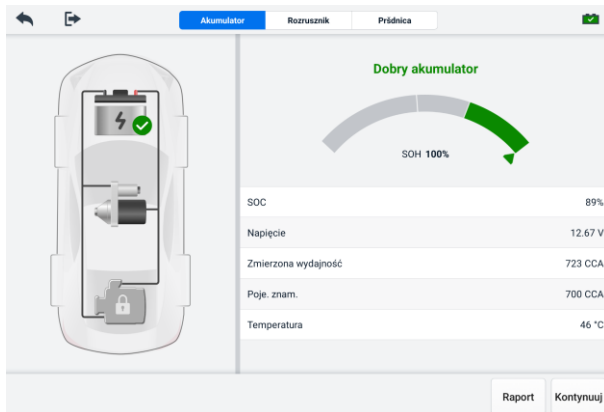 Akumulator Rozrusznik Pršdnica
Dobry akumulator
SOH 100%
SOC 89%
Napięcie 12.67 V
Zmierzona wydajność 723 CCA
Poje. znam. 700 CCA
Temperatura 46 °C
Raport Kontynuuj